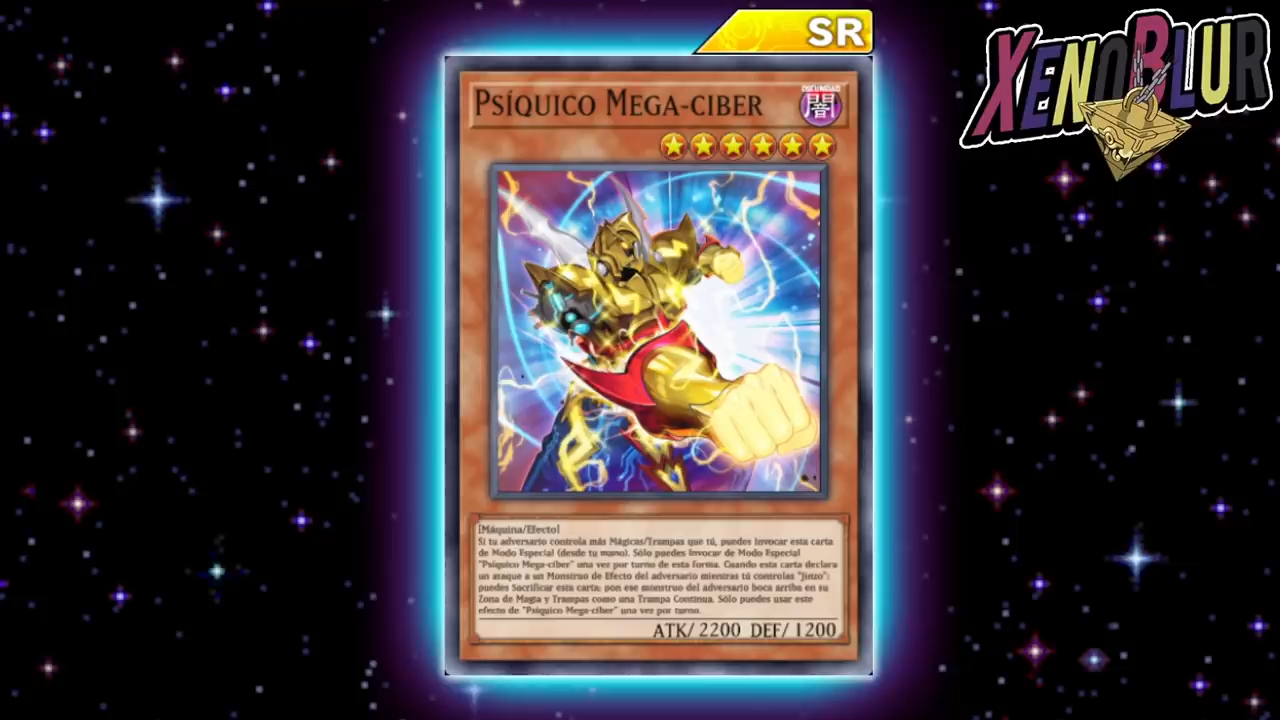 SR
XENOBLUR
PSÍQUICO MEGA-CIBER
OSCURIDAD
闇
[Máquina/Efecto]
Si tu adversario controla más Mágicas/Trampas que tú, puedes Invocar esta carta
de Modo Especial (desde tu mano). Sólo puedes Invocar de Modo Especial
"Psíquico Mega-ciber" una vez por turno de esta forma. Cuando esta carta declara
un ataque a un Monstruo de Efecto del adversario mientras tú controlas "Jinzo":
puedes Sacrificar esta carta; pon ese monstruo del adversario boca arriba en su
Zona de Magia y Trampas como una Trampa Continua. Sólo puedes usar este
efecto de "Psíquico Mega-ciber" una vez por turno.
ATK/2200 DEF/1200